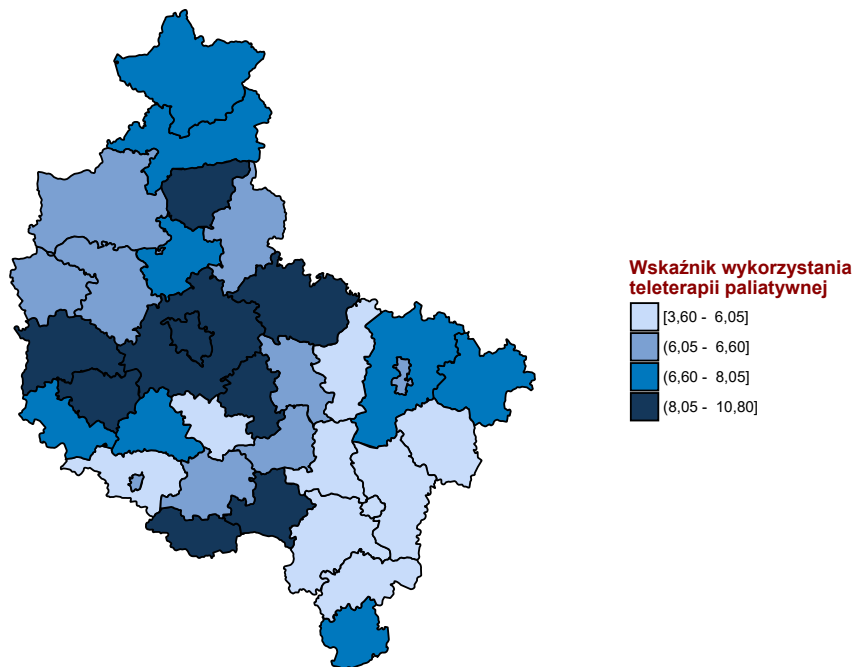 Wskaźnik wykorzystania
teleterapii paliatywnej
[3,60 - 6,05]
(6,05 - 6,60]
(6,60 - 8,05]
(8,05 - 10,80]